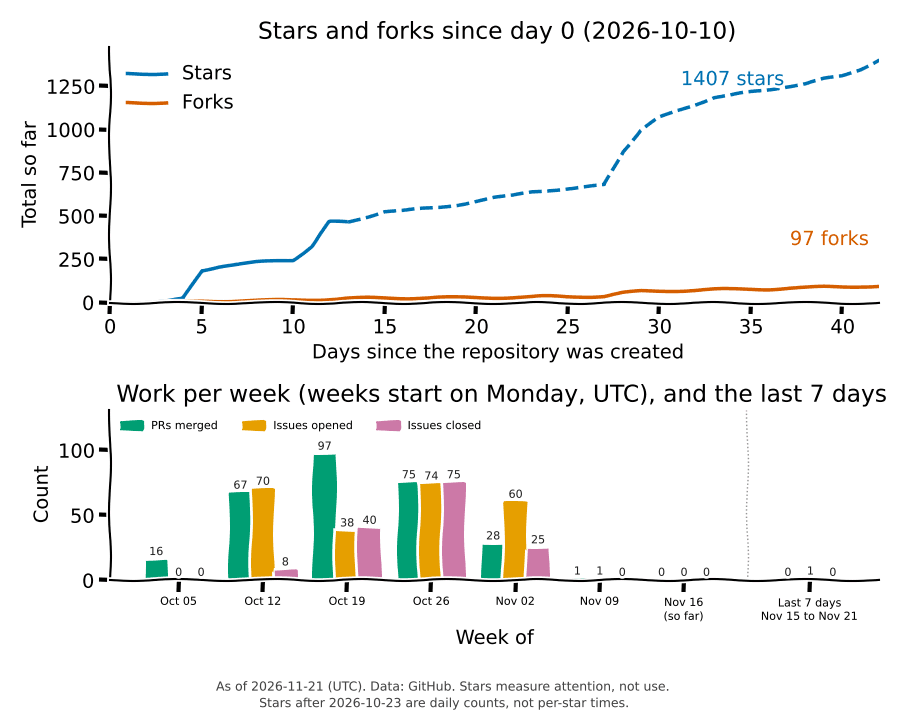 Stars and forks since day 0 (2026-10-10)
Total so far
1250
1000
750
500
250
0
Stars
Forks
1407 stars
97 forks
0 5 10 15 20 25 30 35 40
Days since the repository was created
Work per week (weeks start on Monday, UTC), and the last 7 days
Count
100
50
0
PRs merged Issues opened Issues closed
16 0 0
67 70 8
97 38 40
75 74 75
28 60 25
1 1 0
0 0 0
0 1 0
Oct 05 Oct 12 Oct 19 Oct 26 Nov 02 Nov 09 Nov 16 Last 7 days
(so far) Nov 15 to Nov 21
Week of
As of 2026-11-21 (UTC). Data: GitHub. Stars measure attention, not use.
Stars after 2026-10-23 are daily counts, not per-star times.